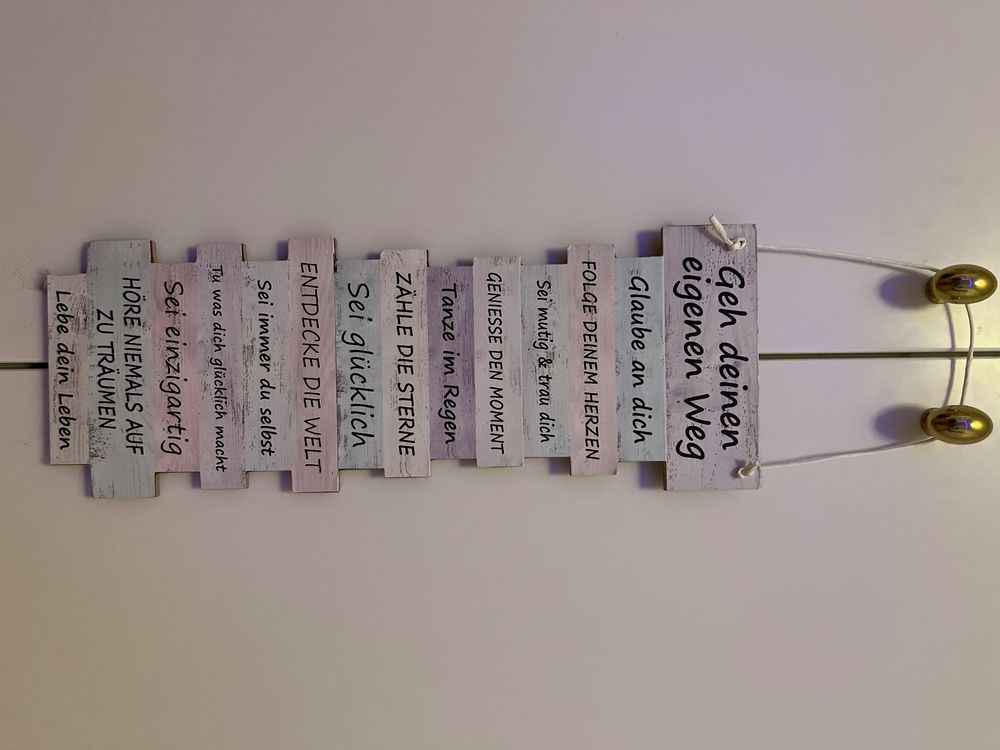 Geh deinen
eigenen Weg
Glaube an dich
FOLGE DEINEM HERZEN
Sei mutig & trau dich
GENIESSE DEN MOMENT
Tanze im Regen
ZÄHLE DIE STERNE
Sei glücklich
ENTDECKE DIE WELT
Sei immer du selbst
Tu was dich glücklich macht
Sei einzigartig
HÖRE NIEMALS AUF
ZU TRÄUMEN
Lebe dein Leben